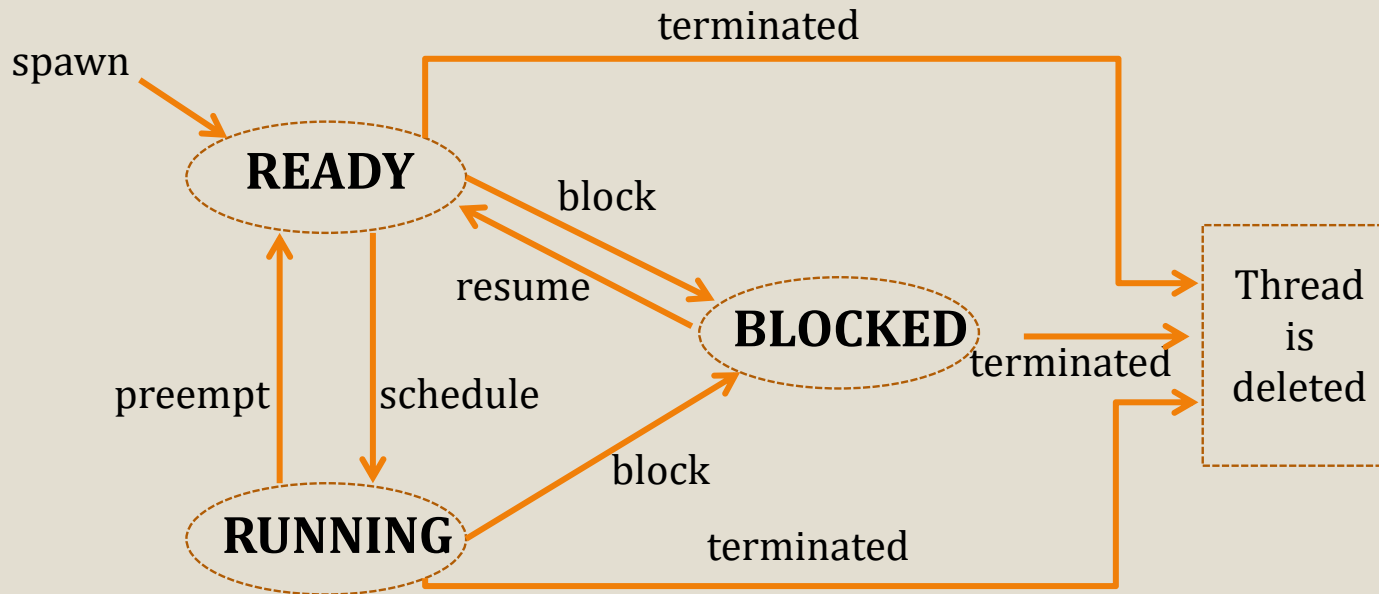 terminated
spawn
READY
block
resume
BLOCKED
Thread
is
deleted
terminated
preempt
schedule
block
RUNNING
terminated